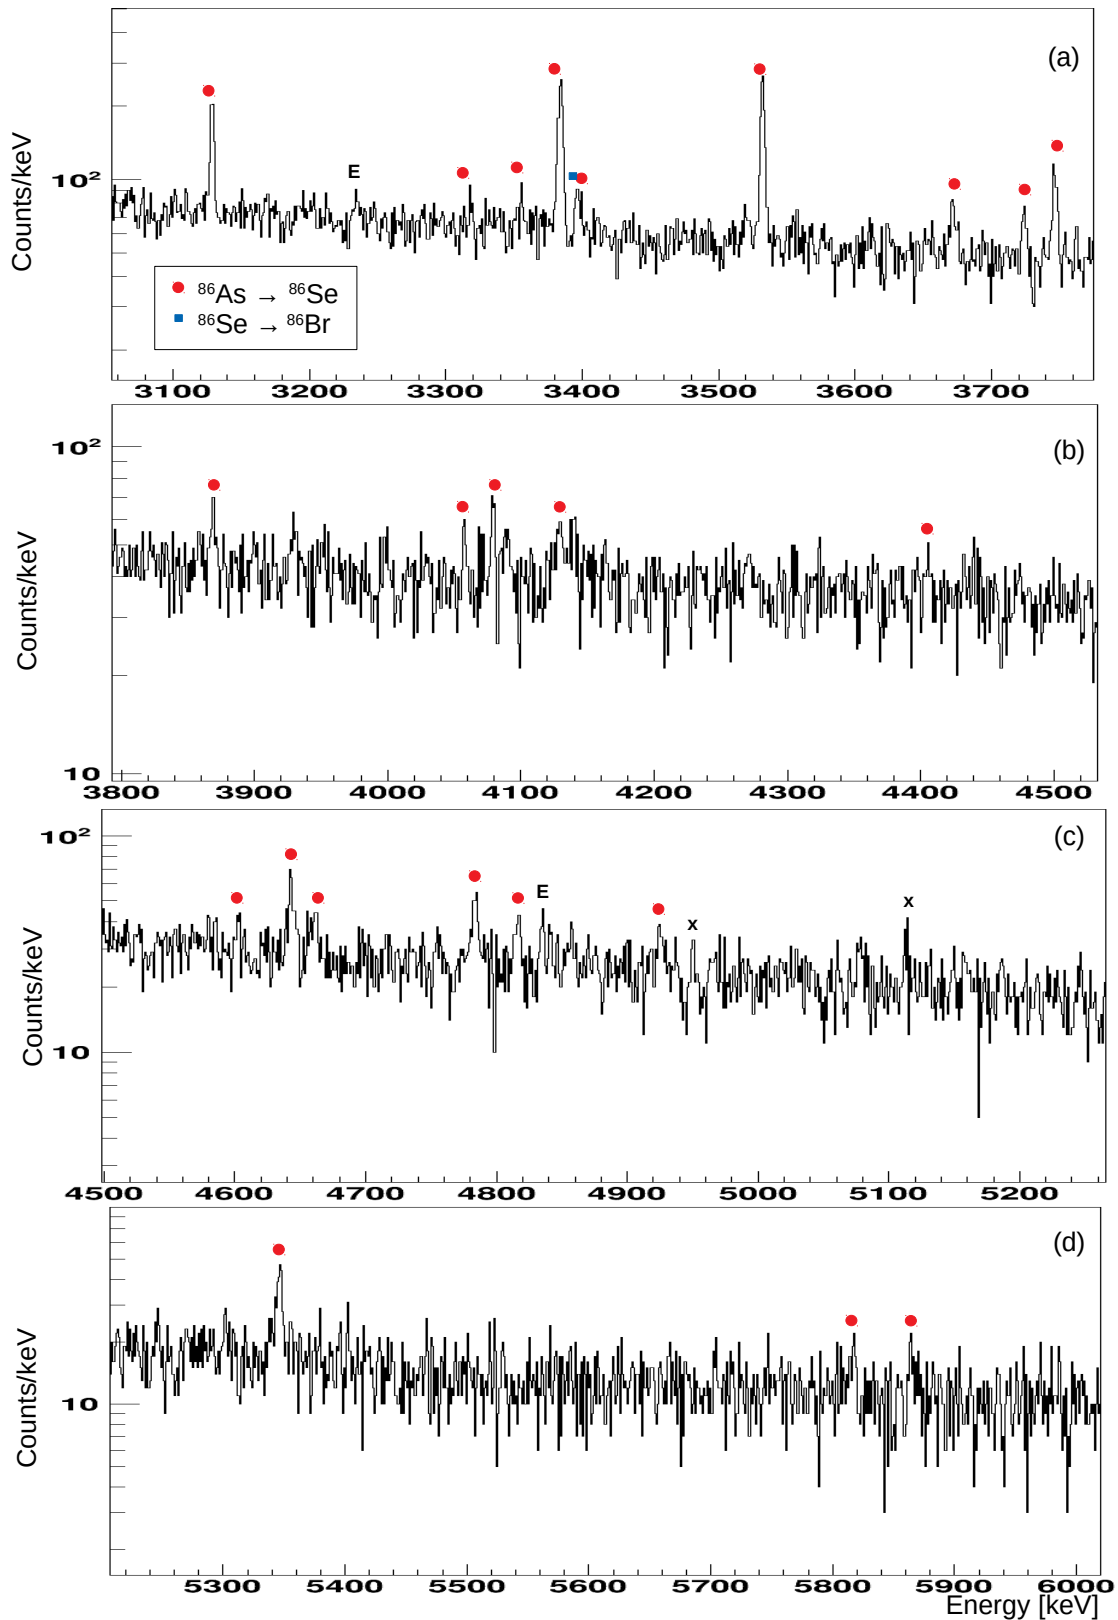 (a)
Counts/keV
10²
E
⁸⁶As → ⁸⁶Se
⁸⁶Se → ⁸⁶Br
3100 3200 3300 3400 3500 3600 3700
(b)
Counts/keV
10²
10
3800 3900 4000 4100 4200 4300 4400 4500
(c)
Counts/keV
10²
E
x
x
10
4500 4600 4700 4800 4900 5000 5100 5200
(d)
Counts/keV
10
5300 5400 5500 5600 5700 5800 5900 6000
Energy [keV]